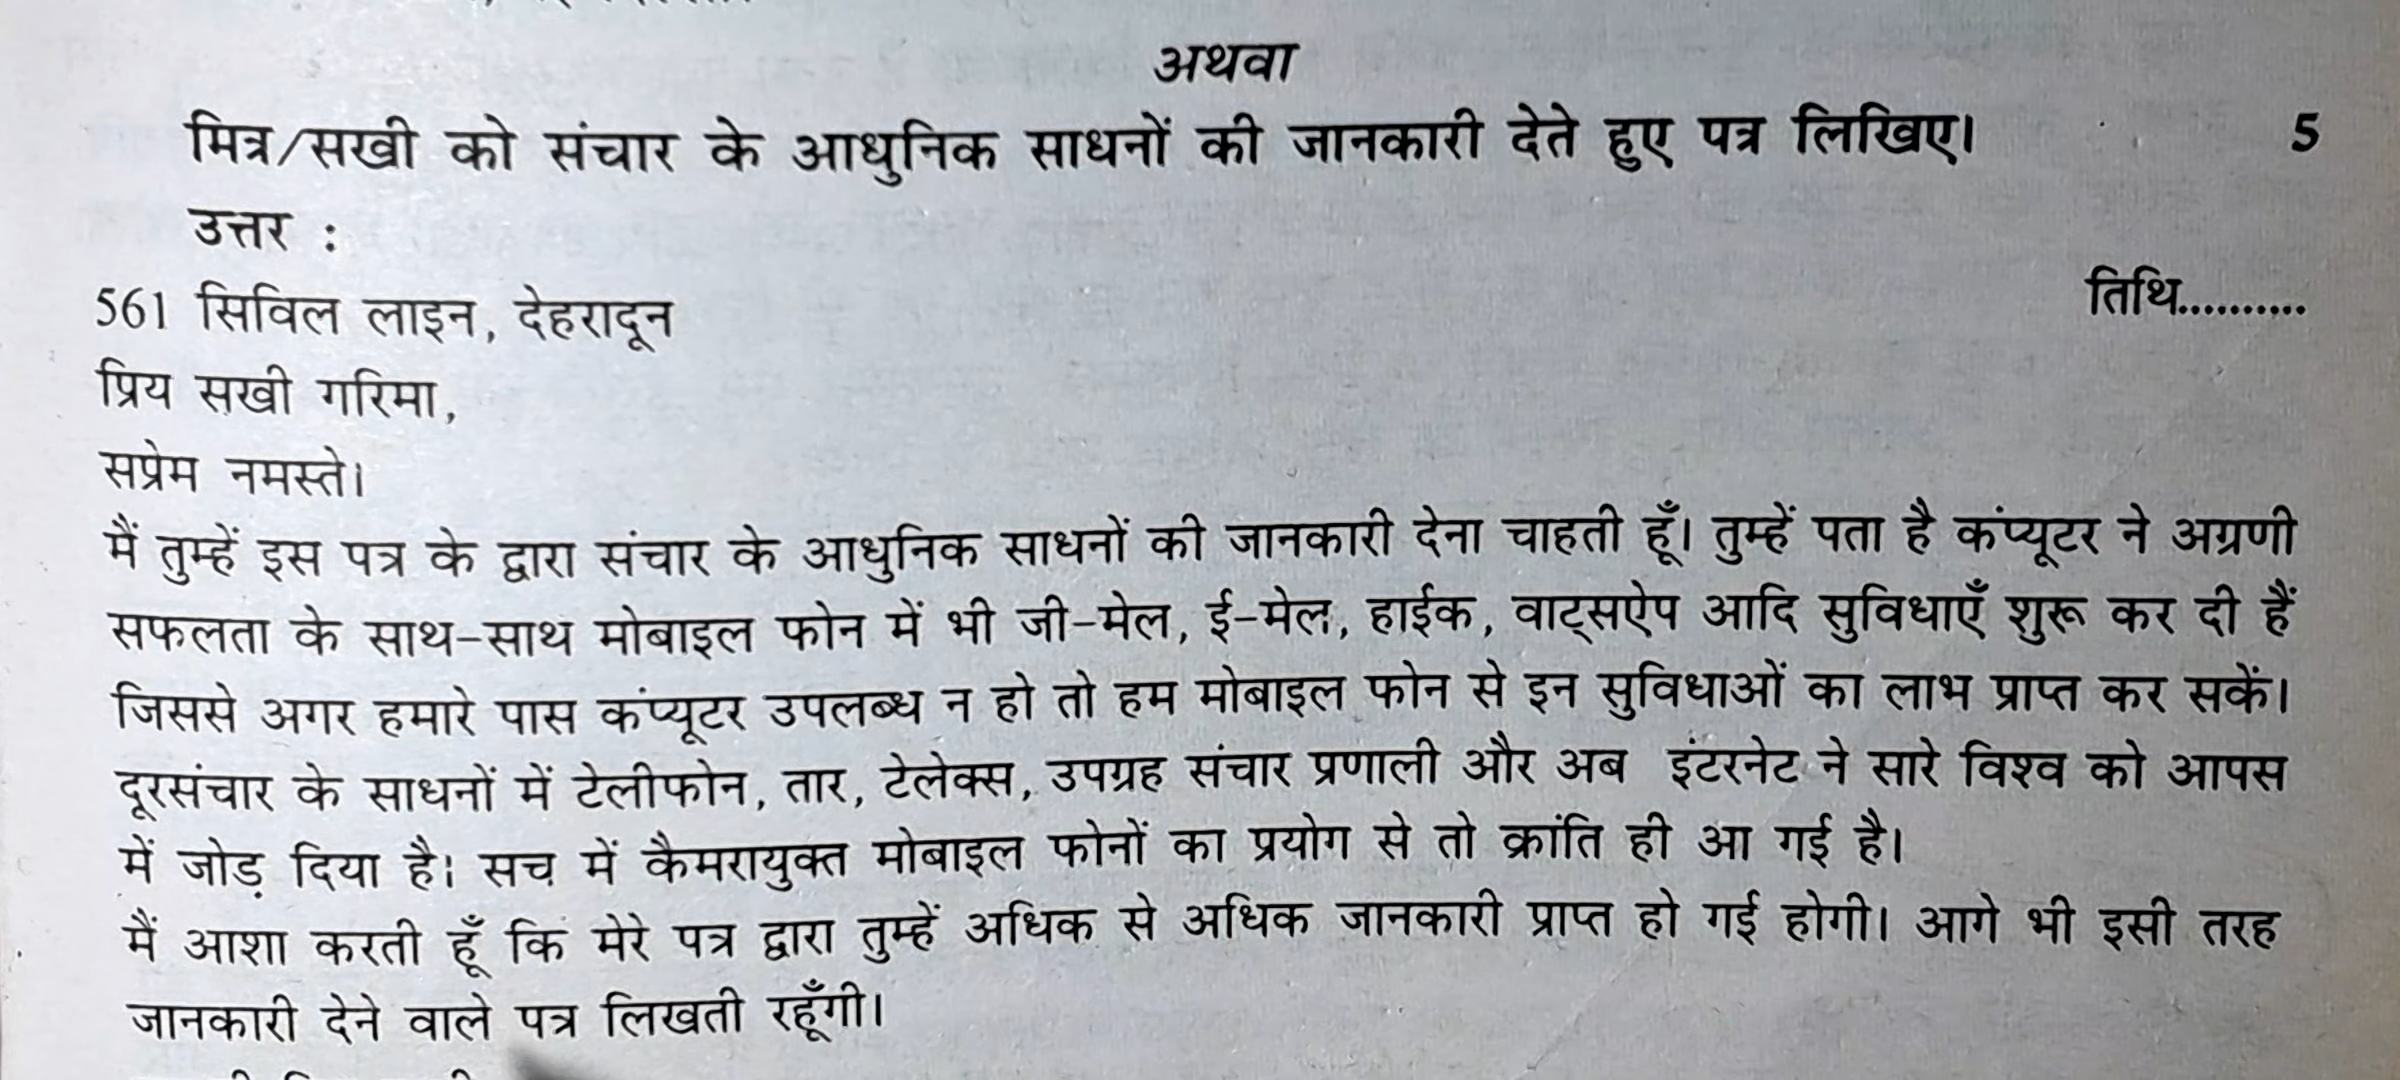 अथवा
मित्र/सखी को संचार के आधुनिक साधनों की जानकारी देते हुए पत्र लिखिए। 5
उत्तर :
561 सिविल लाइन, देहरादून तिथि..........
प्रिय सखी गरिमा,
सप्रेम नमस्ते।
मैं तुम्हें इस पत्र के द्वारा संचार के आधुनिक साधनों की जानकारी देना चाहती हूँ। तुम्हें पता है कंप्यूटर ने अग्रणी
सफलता के साथ-साथ मोबाइल फोन में भी जी-मेल, ई-मेल, हाईक, वाट्सऐप आदि सुविधाएँ शुरू कर दी हैं
जिससे अगर हमारे पास कंप्यूटर उपलब्ध न हो तो हम मोबाइल फोन से इन सुविधाओं का लाभ प्राप्त कर सकें।
दूरसंचार के साधनों में टेलीफोन, तार, टेलेक्स, उपग्रह संचार प्रणाली और अब इंटरनेट ने सारे विश्व को आपस
में जोड़ दिया है। सच में कैमरायुक्त मोबाइल फोनों का प्रयोग से तो क्रांति ही आ गई है।
मैं आशा करती हूँ कि मेरे पत्र द्वारा तुम्हें अधिक से अधिक जानकारी प्राप्त हो गई होगी। आगे भी इसी तरह
जानकारी देने वाले पत्र लिखती रहूँगी।